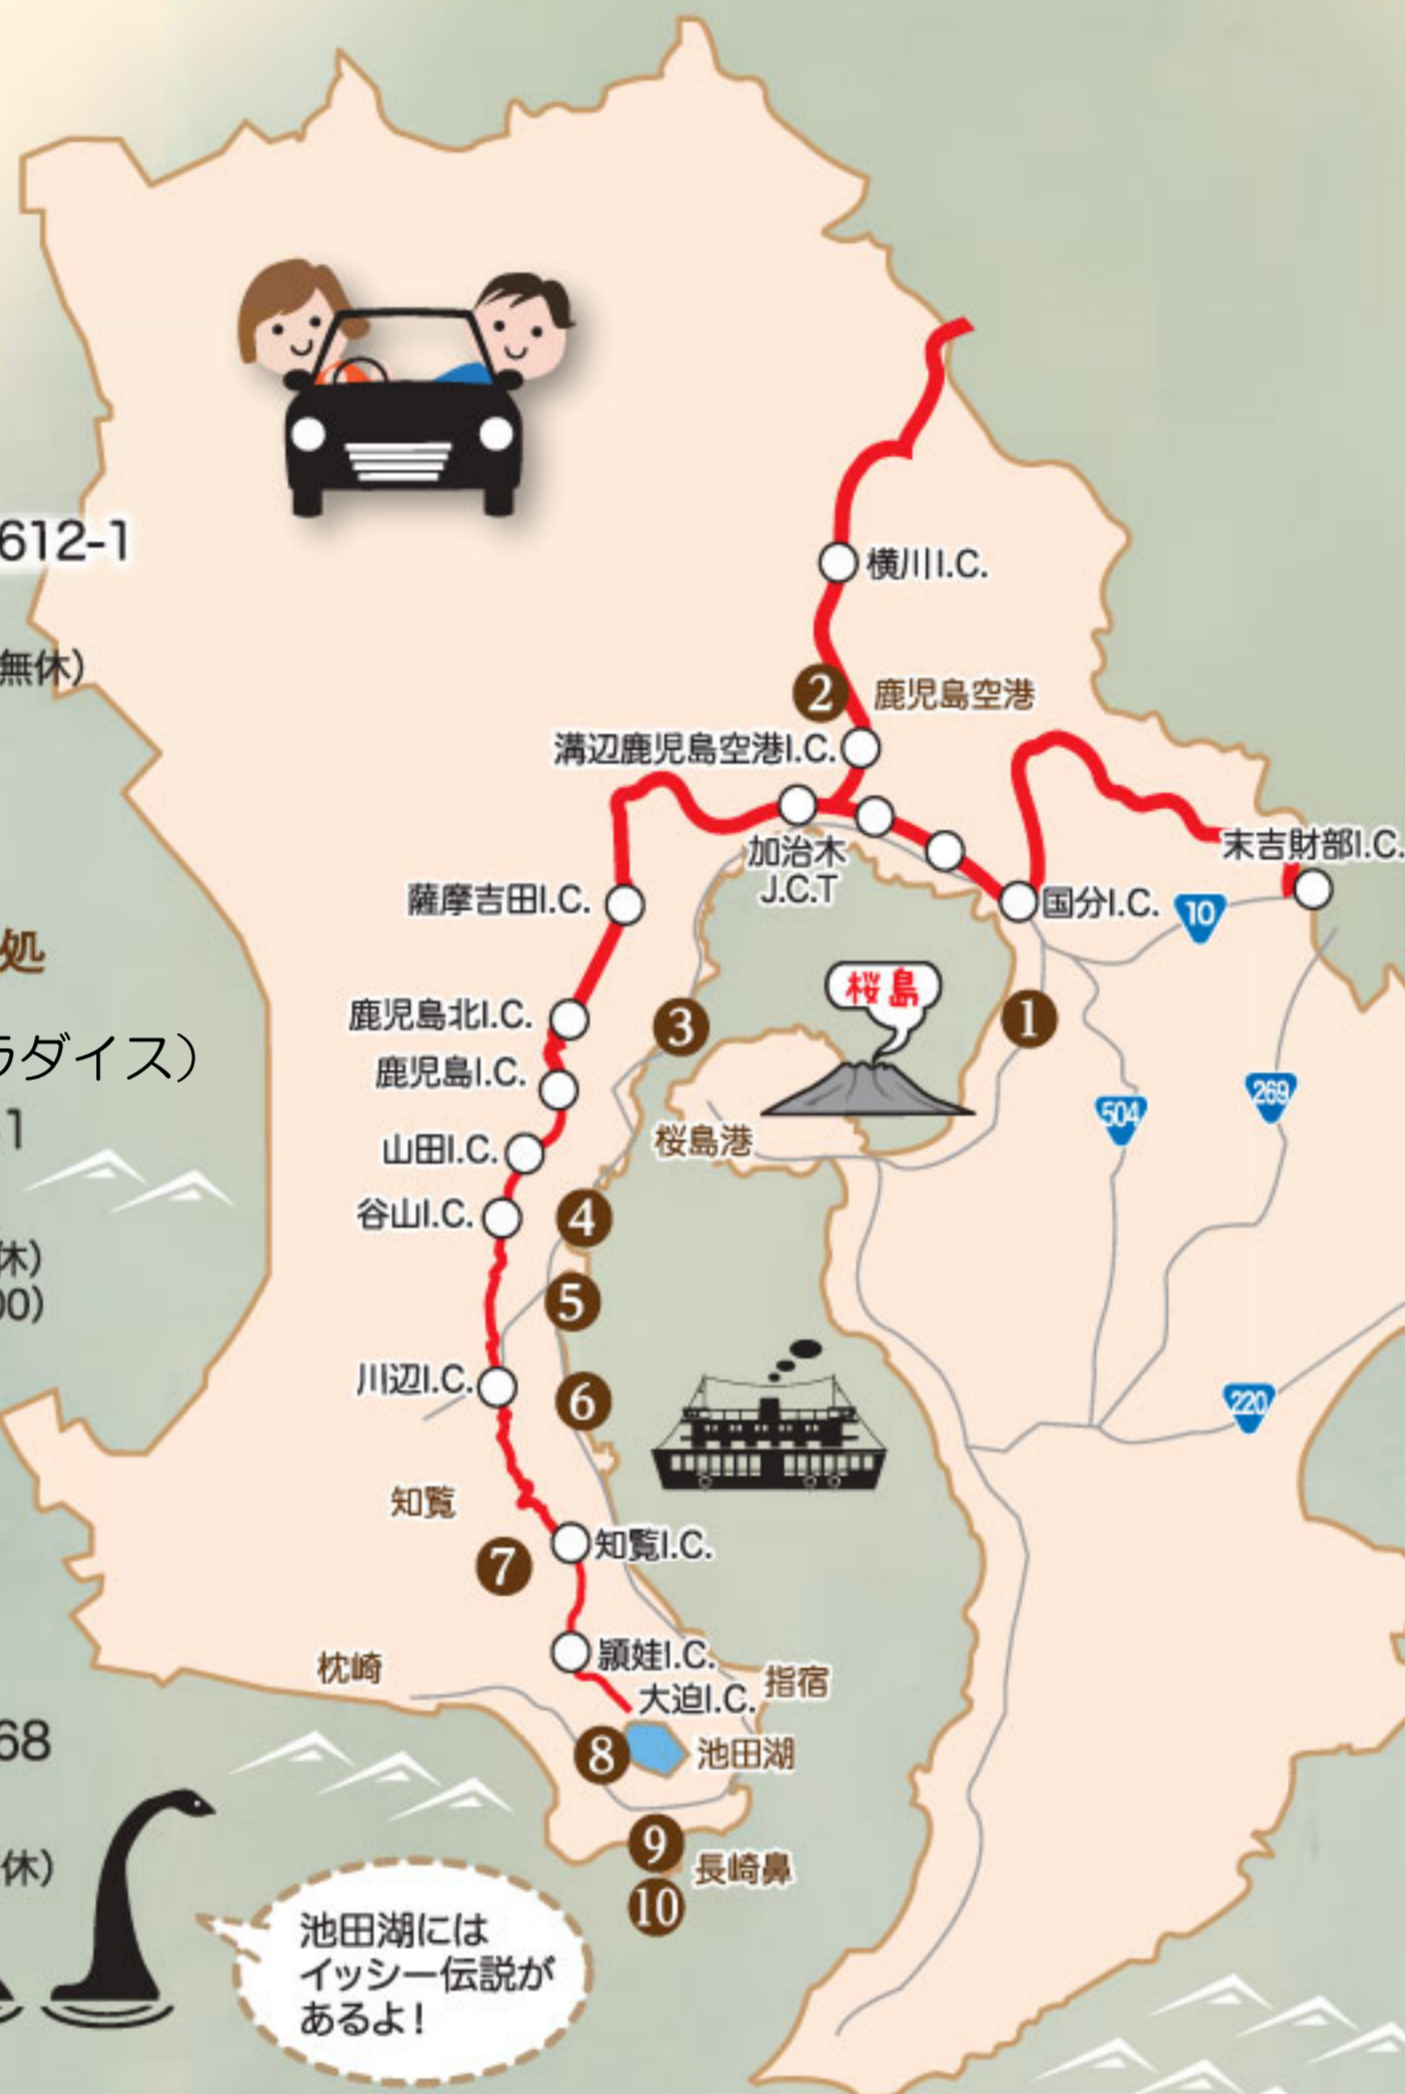 612-1
横川I.C.
無休）
2
鹿児島空港
溝辺鹿児島空港I.C.
末吉財部I.C.
加治木
J.C.T
薩摩吉田I.C.
国分I.C.
10
処
桜島
鹿児島北I.C.
3
1
ラダイス）
鹿児島I.C.
269
504
1
山田I.C.
桜島港
谷山I.C.
4
休）
00）
5
川辺I.C.
6
220
知覧
知覧I.C.
7
枕崎
頴娃I.C.
指宿
大迫I.C.
68
8
池田湖
9
休）
長崎鼻
10
池田湖には
イッシー伝説が
あるよ！